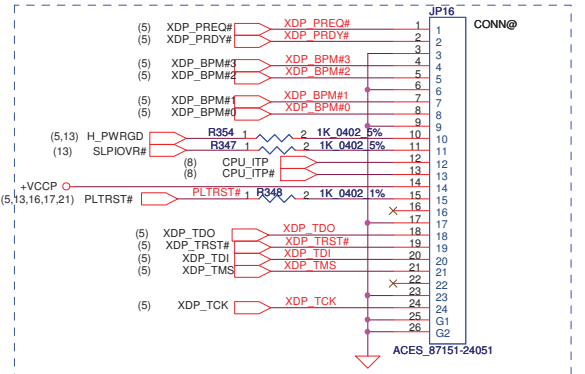 JP16
CONN@
(5) XDP_PREQ# XDP_PREQ# 1 1
(5) XDP_PRDY# XDP_PRDY# 2 2
3 3
(5) XDP_BPM#3 XDP_BPM#3 4 4
(5) XDP_BPM#2 XDP_BPM#2 5 5
6 6
(5) XDP_BPM#1 XDP_BPM#1 7 7
(5) XDP_BPM#0 XDP_BPM#0 8 8
9 9
(5,13) H_PWRGD R354 1 2 1K_0402_5% 10 10
(13) SLPIOVR# R347 1 2 1K_0402_5% 11 11
(8) CPU_ITP 12 12
(8) CPU_ITP# 13 13
+VCCP 14 14
(5,13,16,17,21) PLTRST# PLTRST# 1 R348 2 1K_0402_1% 15 15
16 16
17 17
(5) XDP_TDO XDP_TDO 18 18
(5) XDP_TRST# XDP_TRST# 19 19
(5) XDP_TDI XDP_TDI 20 20
(5) XDP_TMS XDP_TMS 21 21
22 22
23 23
(5) XDP_TCK XDP_TCK 24 24
25 G1
26 G2
ACES_87151-24051